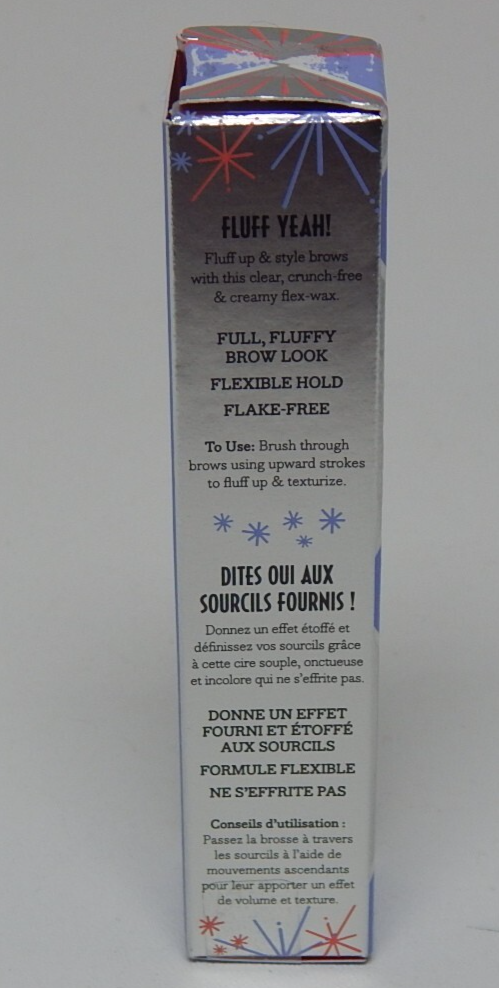 FLUFF YEAH!
Fluff up & style brows
with this clear, crunch-free
& creamy flex-wax.
FULL, FLUFFY
BROW LOOK
FLEXIBLE HOLD
FLAKE-FREE
To Use: Brush through
brows using upward strokes
to fluff up & texturize.
DITES OUI AUX
SOURCILS FOURNIS !
Donnez un effet étoffé et
définissez vos sourcils grâce
à cette cire souple, onctueuse
et incolore qui ne s'effrite pas.
DONNE UN EFFET
FOURNI ET ÉTOFFÉ
AUX SOURCILS
FORMULE FLEXIBLE
NE S'EFFRITE PAS
Conseils d'utilisation :
Passez la brosse à travers
les sourcils à l'aide de
mouvements ascendants
pour leur apporter un effet
de volume et texture.